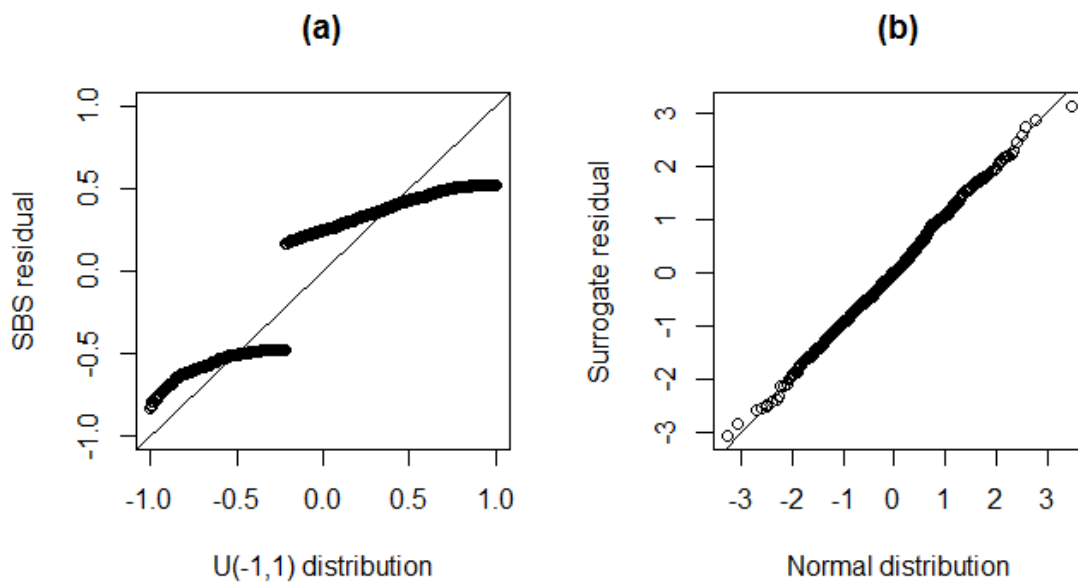 (a)
SBS residual
1.0
0.5
0.0
-0.5
-1.0
-1.0 -0.5 0.0 0.5 1.0
U(-1,1) distribution
(b)
Surrogate residual
3
2
1
0
-1
-2
-3
-3 -2 -1 0 1 2 3
Normal distribution